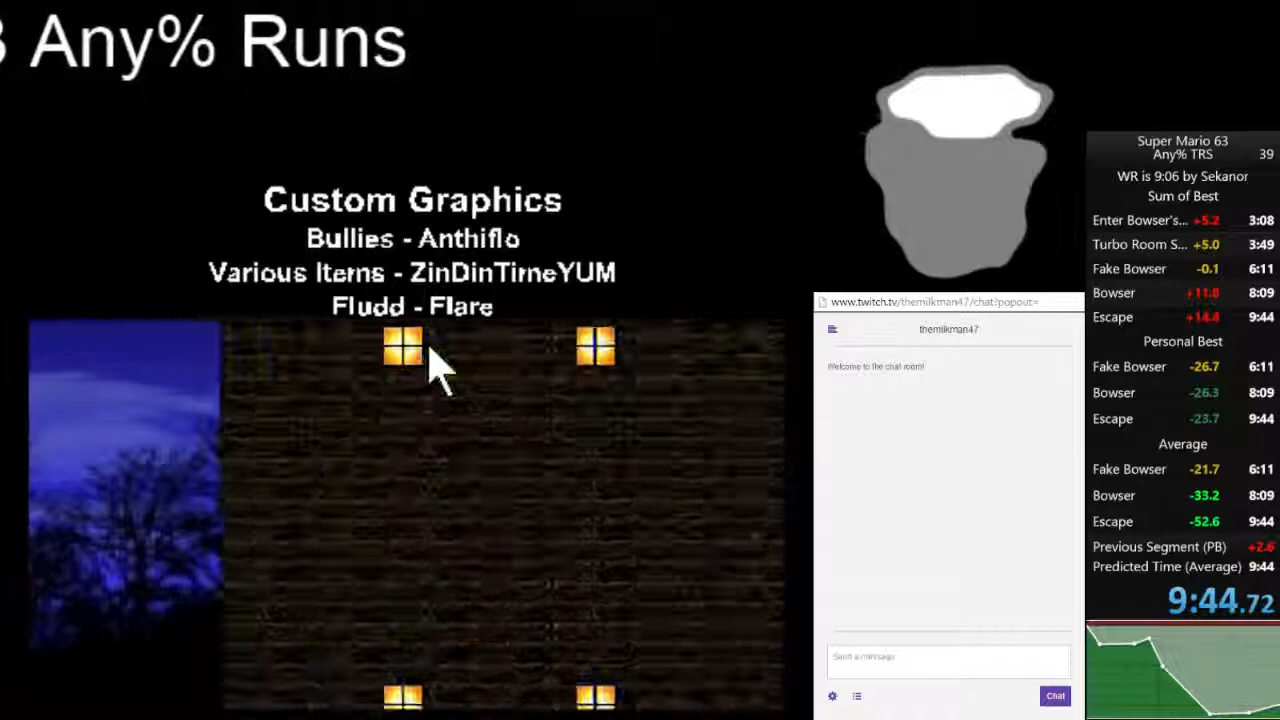 Any% Runs
Custom Graphics
Bullies - Anthiflo
Various Items - ZinDinTimeYUM
Fludd - Flare
www.twitch.tv/themilkman47/chat?popout=
themilkman47
Welcome to the chat room!
Send a message
Chat
Super Mario 63
Any% TRS 39
WR is 9:06 by Sekanor
Sum of Best
Enter Bowser's... +5.2 3:08
Turbo Room S... +5.0 3:49
Fake Bowser -0.1 6:11
Bowser +11.8 8:09
Escape +14.4 9:44
Personal Best
Fake Bowser -26.7 6:11
Bowser -26.3 8:09
Escape -23.7 9:44
Average
Fake Bowser -21.7 6:11
Bowser -33.2 8:09
Escape -52.6 9:44
Previous Segment (PB) +2.6
Predicted Time (Average) 9:44
9:44.72